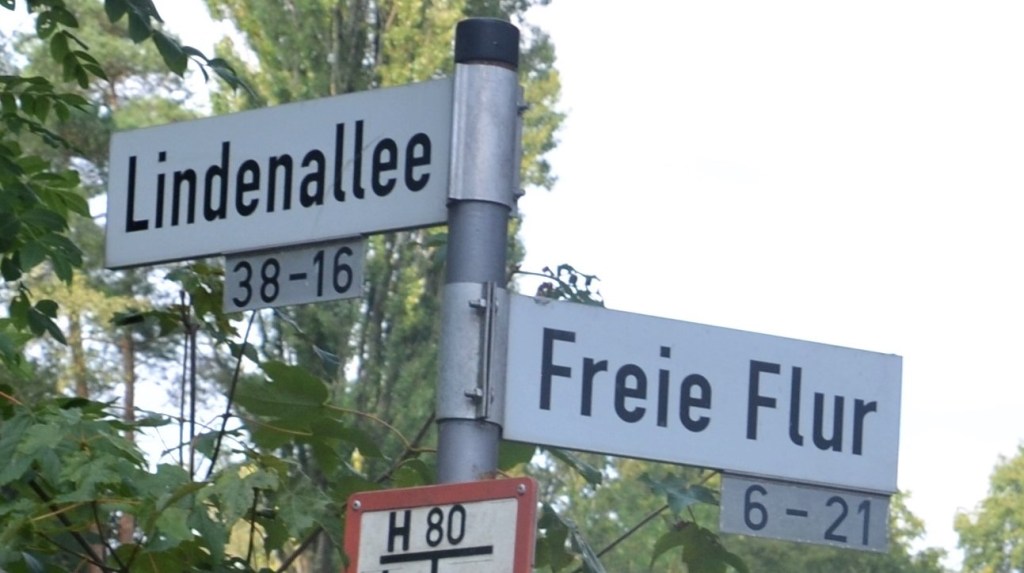 Lindenallee
38-16
Freie Flur
6-21
H 80